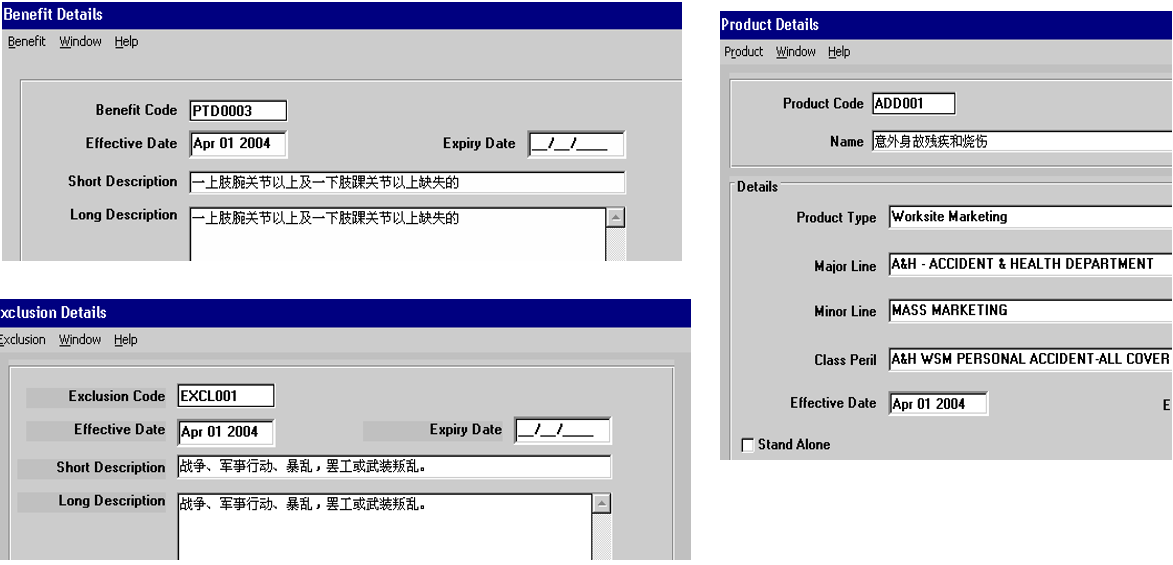 Benefit Details
Benefit Window Help
Benefit Code PTD0003
Effective Date Apr 01 2004 Expiry Date __/__/____
Short Description 一上肢腕关节以上及一下肢踝关节以上缺失的
Long Description 一上肢腕关节以上及一下肢踝关节以上缺失的
xclusion Details
Exclusion Window Help
Exclusion Code EXCL001
Effective Date Apr 01 2004 Expiry Date __/__/____
Short Description 战争、军事行动、暴乱，罢工或武装叛乱。
Long Description 战争、军事行动、暴乱，罢工或武装叛乱。
Product Details
Product Window Help
Product Code ADD001
Name 意外身故残疾和烧伤
Details
Product Type Worksite Marketing
Major Line A&H - ACCIDENT & HEALTH DEPARTMENT
Minor Line MASS MARKETING
Class Peril A&H WSM PERSONAL ACCIDENT-ALL COVER
Effective Date Apr 01 2004 E
Stand Alone